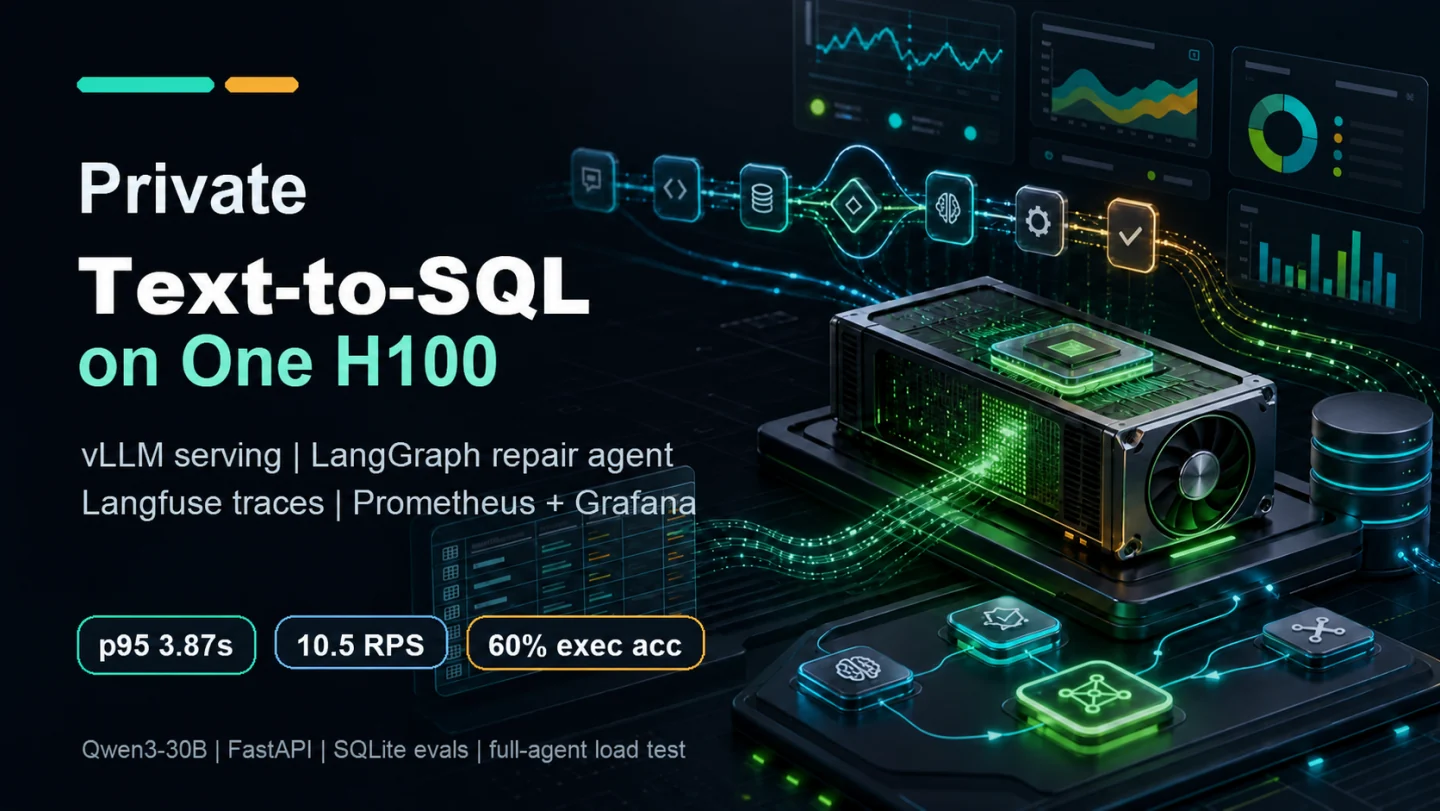 Private
Text-to-SQL
on One H100
vLLM serving | LangGraph repair agent
Langfuse traces | Prometheus + Grafana
p95 3.87s
10.5 RPS
60% exec acc
Qwen3-30B | FastAPI | SQLite evals | full-agent load test